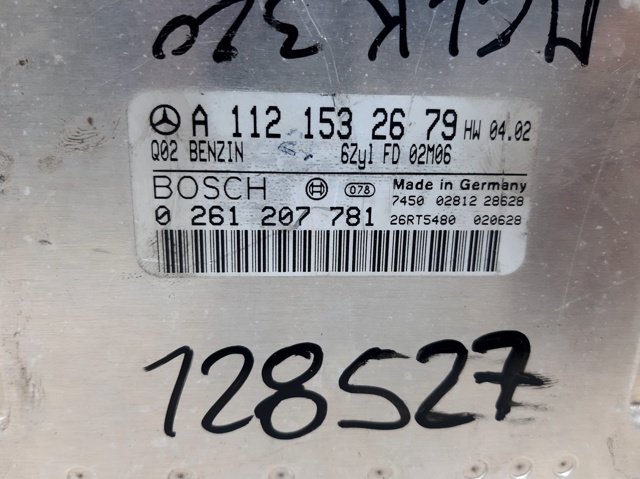 A 112 153 26 79 HW 04.02
Q02 BENZIN 6Zyl FD 02M06
BOSCH 078 Made in Germany
7450 02812 28628
0 261 207 781 26RT5480 020628
128527